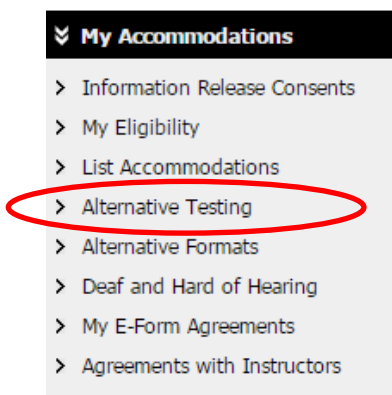 My Accommodations
Information Release Consents
My Eligibility
List Accommodations
Alternative Testing
Alternative Formats
Deaf and Hard of Hearing
My E-Form Agreements
Agreements with Instructors